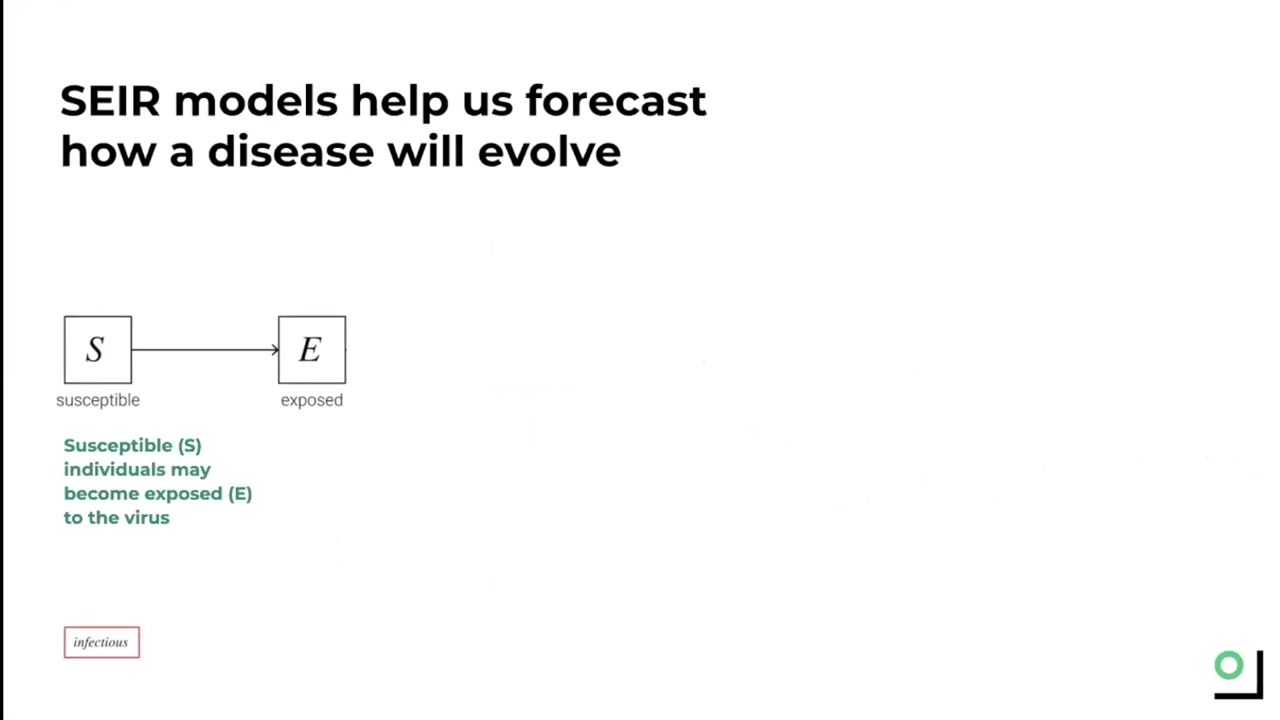 SEIR models help us forecast
how a disease will evolve
S
E
susceptible
exposed
Susceptible (S)
individuals may
become exposed (E)
to the virus
infectious